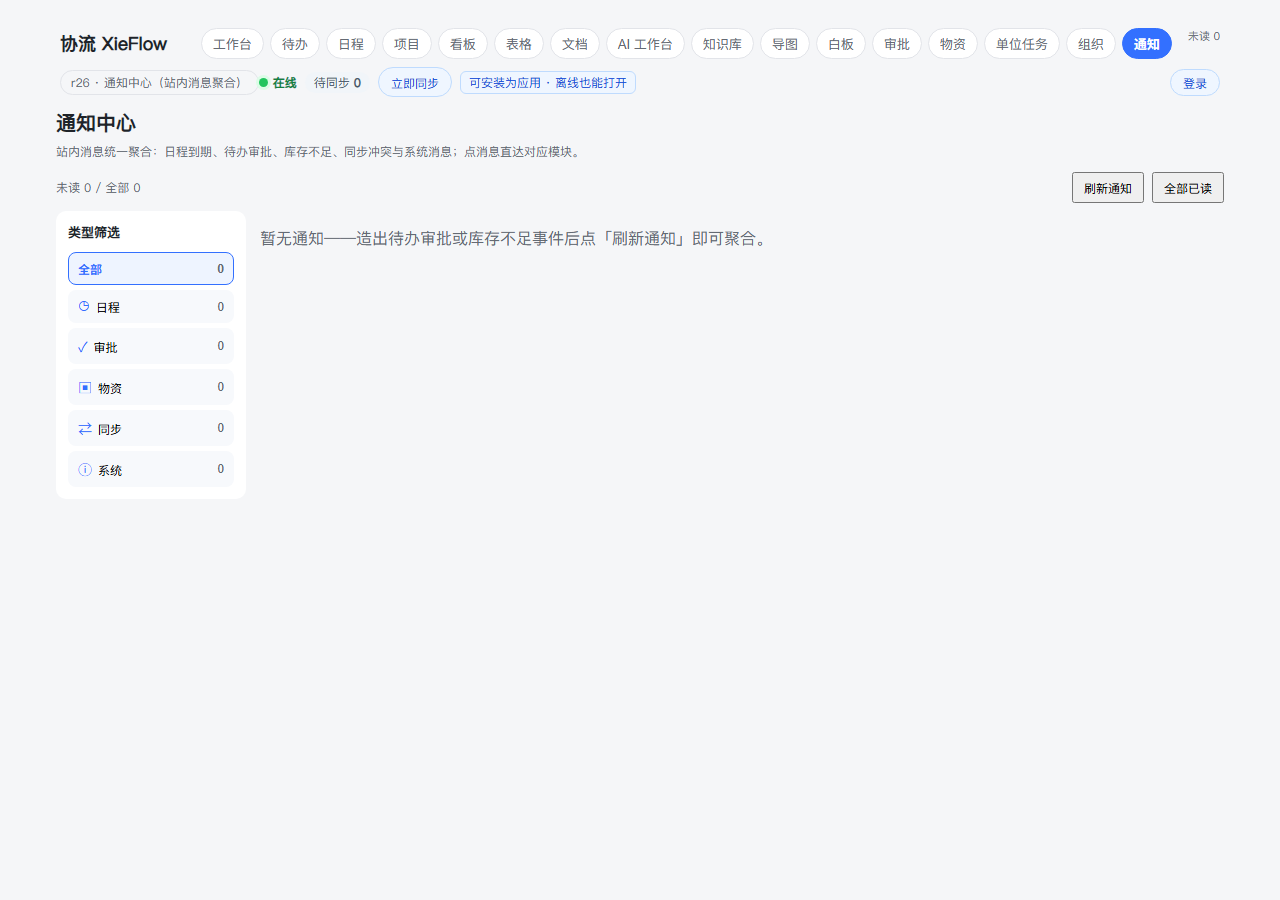 协流 XieFlow 工作台 待办 日程 项目 看板 表格 文档 AI 工作台 知识库 导图 白板 审批 物资 单位任务 组织 通知 未读 0
r26 · 通知中心（站内消息聚合） 在线 待同步 0 立即同步 可安装为应用 · 离线也能打开 登录
通知中心
站内消息统一聚合：日程到期、待办审批、库存不足、同步冲突与系统消息；点消息直达对应模块。
未读 0 / 全部 0 刷新通知 全部已读
类型筛选
暂无通知——造出待办审批或库存不足事件后点「刷新通知」即可聚合。
全部 0
日程 0
审批 0
物资 0
同步 0
系统 0